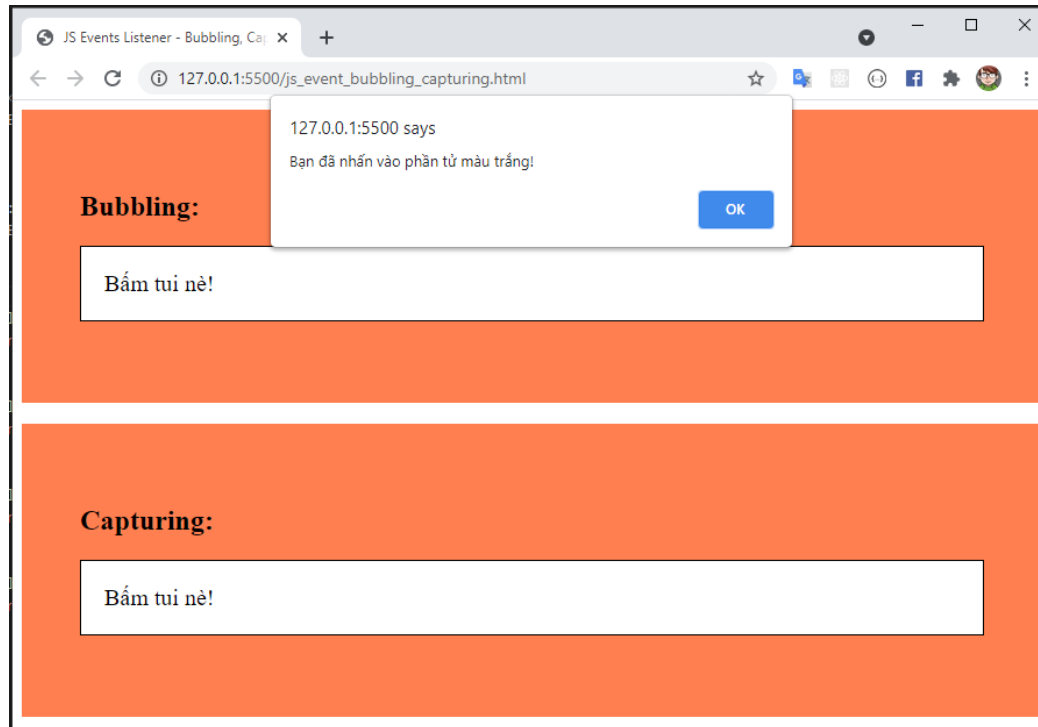 JS Events Listener - Bubbling, Ca
127.0.0.1:5500/js_event_bubbling_capturing.html
127.0.0.1:5500 says
Bạn đã nhấn vào phần tử màu trắng!
OK
Bubbling:
Bấm tui nè!
Capturing:
Bấm tui nè!